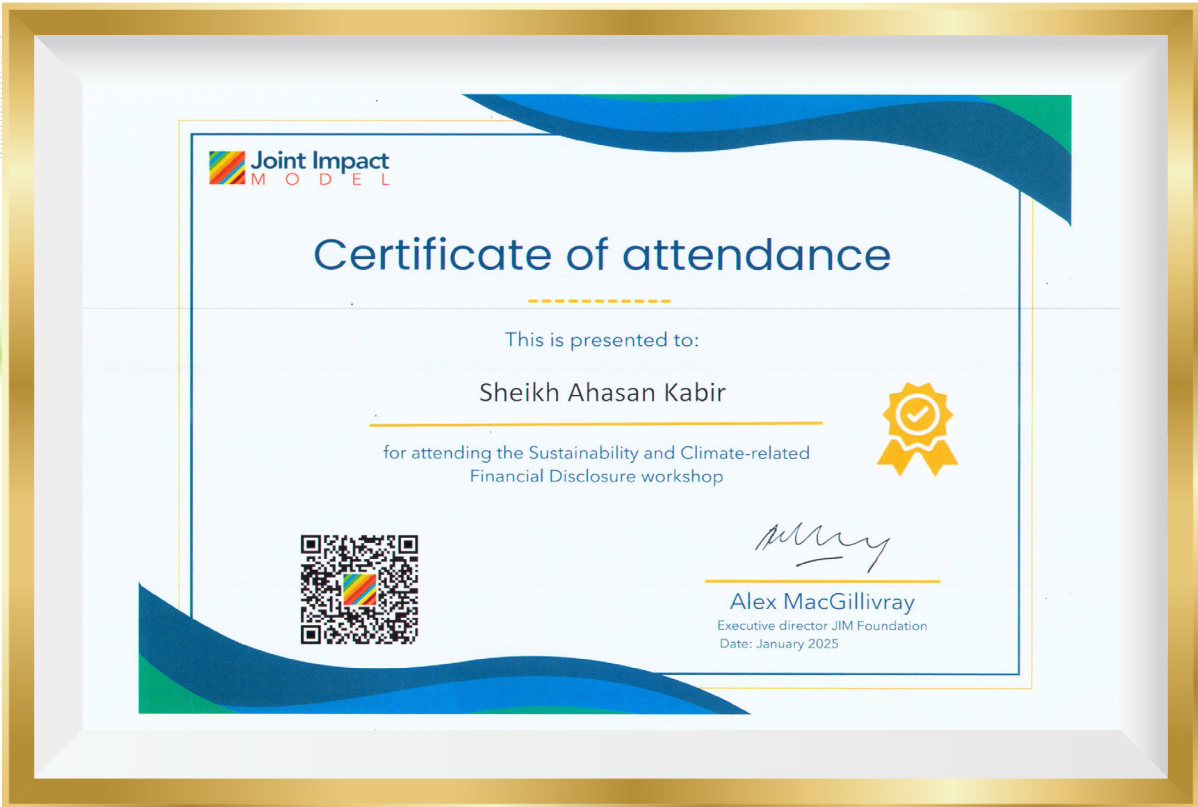 Joint Impact
MODEL
Certificate of attendance
This is presented to:
Sheikh Ahasan Kabir
for attending the Sustainability and Climate-related
Financial Disclosure workshop
Alex MacGillivray
Executive director JIM Foundation
Date: January 2025